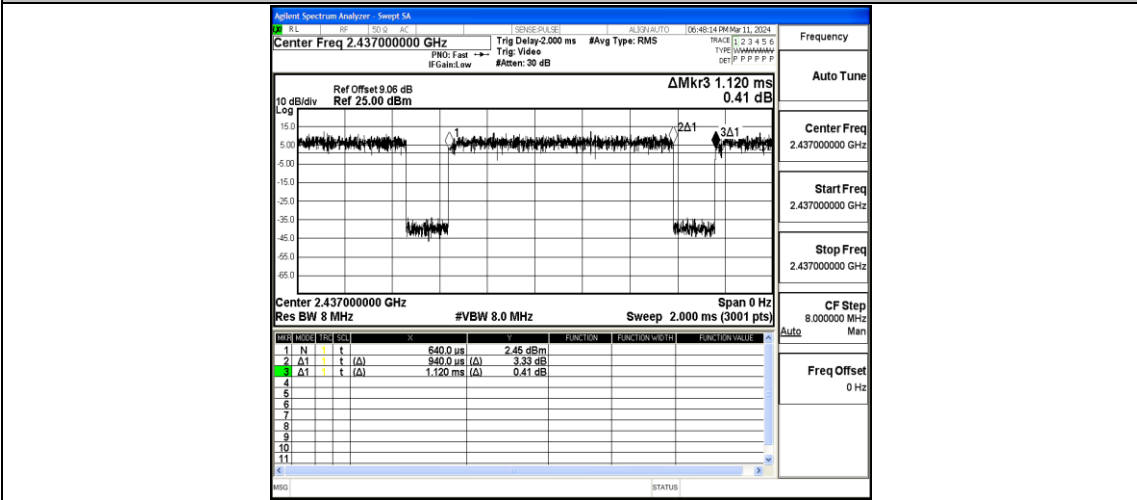 Agilent Spectrum Analyzer - Swept SA
LXI RL RF 50 Ω AC SENSE:PULSE ALIGN AUTO 06:48:14 PM Mar 11, 2024
Center Freq 2.437000000 GHz
PNO: Fast
IFGain:Low
Trig Delay-2.000 ms
Trig: Video
#Atten: 30 dB
#Avg Type: RMS
TRACE 1 2 3 4 5 6
TYPE WWWWWW
DET P P P P P P
ΔMkr3 1.120 ms
0.41 dB
Ref Offset 9.06 dB
10 dB/div Ref 25.00 dBm
Log
15.0
5.00
-5.00
-15.0
-25.0
-35.0
-45.0
-55.0
-65.0
1
2Δ1
3Δ1
Center 2.437000000 GHz Span 0 Hz
Res BW 8 MHz #VBW 8.0 MHz Sweep 2.000 ms (3001 pts)
MKR MODE TRC SCL X Y FUNCTION FUNCTION WIDTH FUNCTION VALUE
1 N 1 t 640.0 µs 2.45 dBm
2 Δ1 1 t (Δ) 940.0 µs (Δ) 3.33 dB
3 Δ1 1 t (Δ) 1.120 ms (Δ) 0.41 dB
4
5
6
7
8
9
10
11
MSG STATUS
Frequency
Auto Tune
Center Freq
2.437000000 GHz
Start Freq
2.437000000 GHz
Stop Freq
2.437000000 GHz
CF Step
8.000000 MHz
Auto Man
Freq Offset
0 Hz